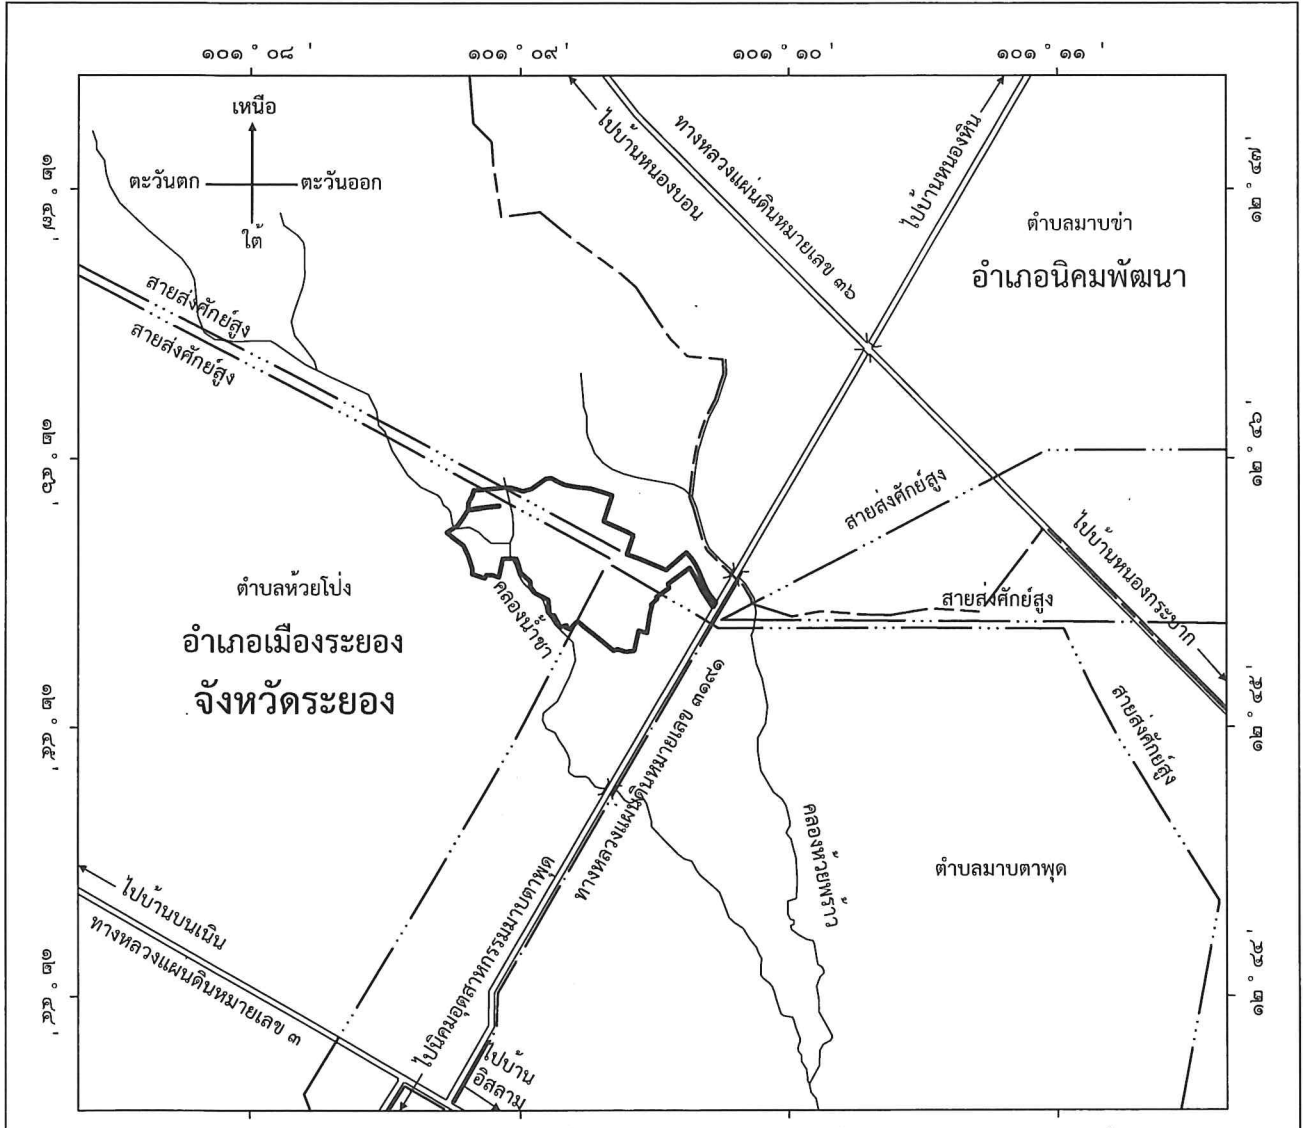 ๑๐๑ ° ๐๘ '
๑๐๑ ° ๐๙ '
๑๐๑ ° ๑๐ '
๑๐๑ ° ๑๑ '
เหนือ
ตะวันตก
ตะวันออก
ใต้
๑๒ ° ๔๗ '
๑๒ ° ๔๗ '
ไปบ้านหนองบอน
ทางหลวงแผ่นดินหมายเลข ๓๖
ไปบ้านหนองหิน
ตำบลมาบข่า
อำเภอนิคมพัฒนา
สายส่งศักย์สูง
สายส่งศักย์สูง
๑๒ ° ๔๖ '
๑๒ ° ๔๖ '
สายส่งศักย์สูง
ไปบ้านหนองกระบาก
สายส่งศักย์สูง
ตำบลห้วยโป่ง
อำเภอเมืองระยอง
จังหวัดระยอง
คลองน้ำชา
๑๒ ° ๔๕ '
๑๒ ° ๔๕ '
ทางหลวงแผ่นดินหมายเลข ๓๑๙๑
สายส่งศักย์สูง
คลองห้วยพร้าว
ตำบลมาบตาพุด
ไปบ้านบนเนิน
ทางหลวงแผ่นดินหมายเลข ๓
ไปนิคมอุตสาหกรรมมาบตาพุด
๑๒ ° ๔๔ '
๑๒ ° ๔๔ '
ไปบ้าน
อิสลาม